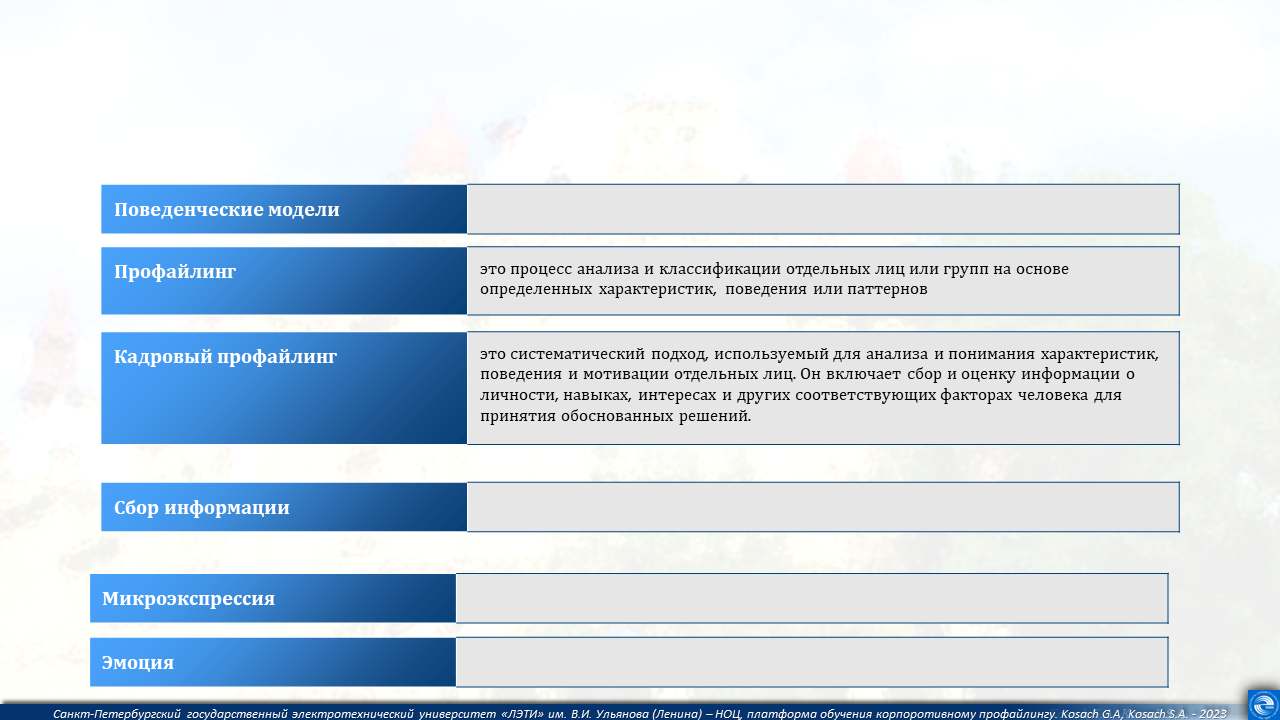 Поведенческие модели
Профайлинг
это процесс анализа и классификации отдельных лиц или групп на основе
определенных характеристик, поведения или паттернов
Кадровый профайлинг
это систематический подход, используемый для анализа и понимания характеристик,
поведения и мотивации отдельных лиц. Он включает сбор и оценку информации о
личности, навыках, интересах и других соответствующих факторах человека для
принятия обоснованных решений.
Сбор информации
Микроэкспрессия
Эмоция
Санкт-Петербургский государственный электротехнический университет «ЛЭТИ» им. В.И. Ульянова (Ленина) – НОЦ, платформа обучения корпоративному профайлингу. Kosach G.A, Kosach S.A. - 2023